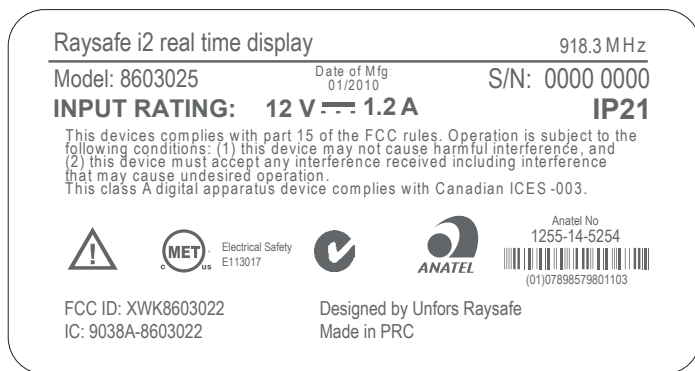 Raysafe i2 real time display 918.3 MHz
Model: 8603025 Date of Mfg 01/2010 S/N: 0000 0000
INPUT RATING: 12 V 1.2 A IP21
This devices complies with part 15 of the FCC rules. Operation is subject to the
following conditions: (1) this device may not cause harmful interference, and
(2) this device must accept any interference received including interference
that may cause undesired operation.
This class A digital apparatus device complies with Canadian ICES -003.
c MET us
Electrical Safety
E113017
ANATEL
Anatel No
1255-14-5254
(01)07898579801103
FCC ID: XWK8603022 Designed by Unfors Raysafe
IC: 9038A-8603022 Made in PRC